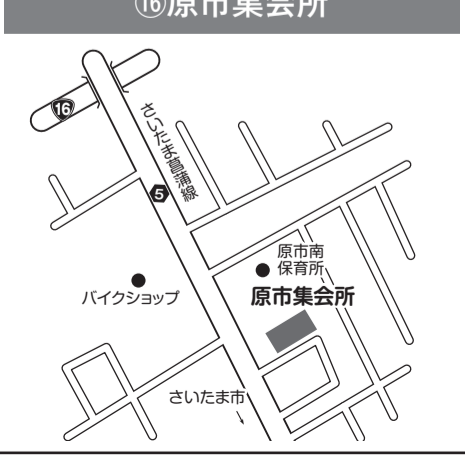 ⑯原市集会所
16
さいたま菖蒲線
5
原市南
保育所
バイクショップ
原市集会所
さいたま市